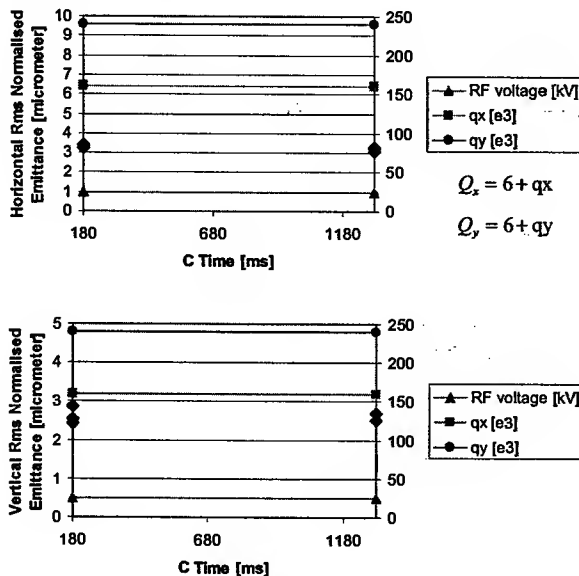 Horizontal Rms Normalised
Emittance [micrometer]
10
9
8
7
6
5
4
3
2
1
0
250
200
150
100
50
0
180
680
1180
C Time [ms]
RF voltage [kV]
qx [e3]
qy [e3]
Qx = 6 + qx
Qy = 6 + qy
Vertical Rms Normalised
Emittance [micrometer]
5
4
3
2
1
0
250
200
150
100
50
0
180
680
1180
C Time [ms]
RF voltage [kV]
qx [e3]
qy [e3]